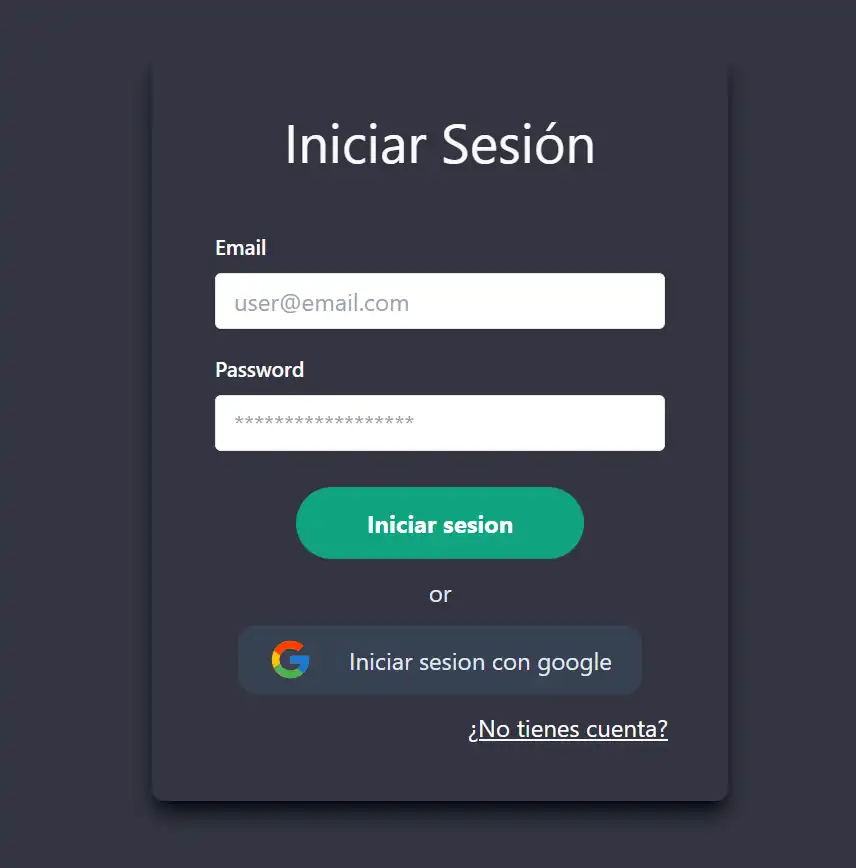 Iniciar Sesión
Email
user@email.com
Password
******************
Iniciar sesion
or
Iniciar sesion con google
¿No tienes cuenta?